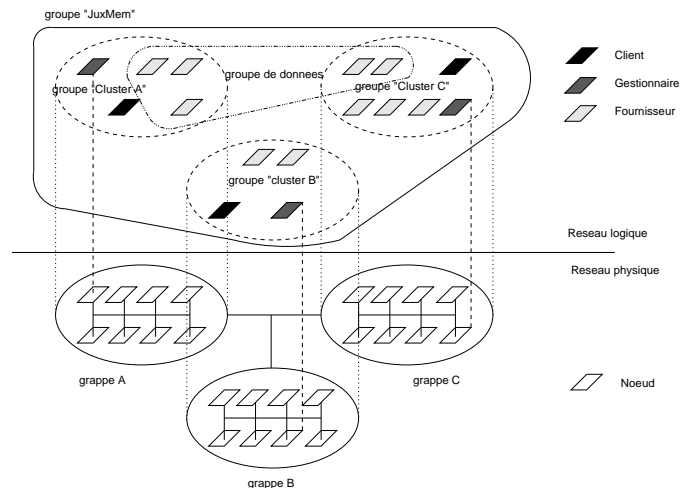 groupe "JuxMem"
Client
groupe de donnees
groupe "Cluster A"
groupe "Cluster C"
Gestionnaire
Fournisseur
groupe "cluster B"
Reseau logique
Reseau physique
grappe A
grappe C
Noeud
grappe B